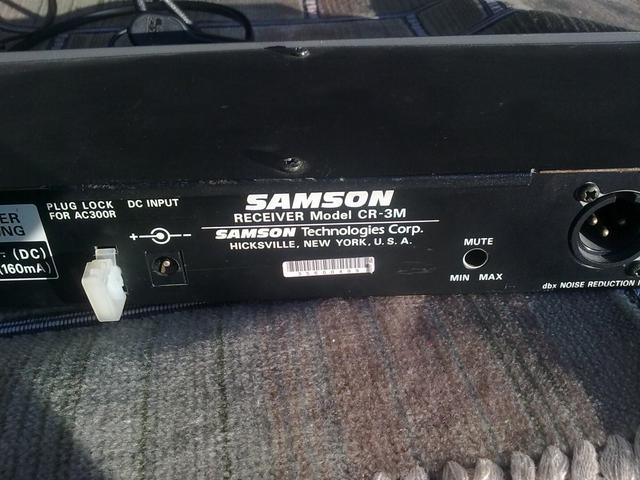 SAMSON
RECEIVER Model CR-3M
SAMSON Technologies Corp.
HICKSVILLE, NEW YORK, U.S.A.
PLUG LOCK
FOR AC300R
DC INPUT
+ -
(DC)
(160mA)
MUTE
MIN MAX
dbx NOISE REDUCTION